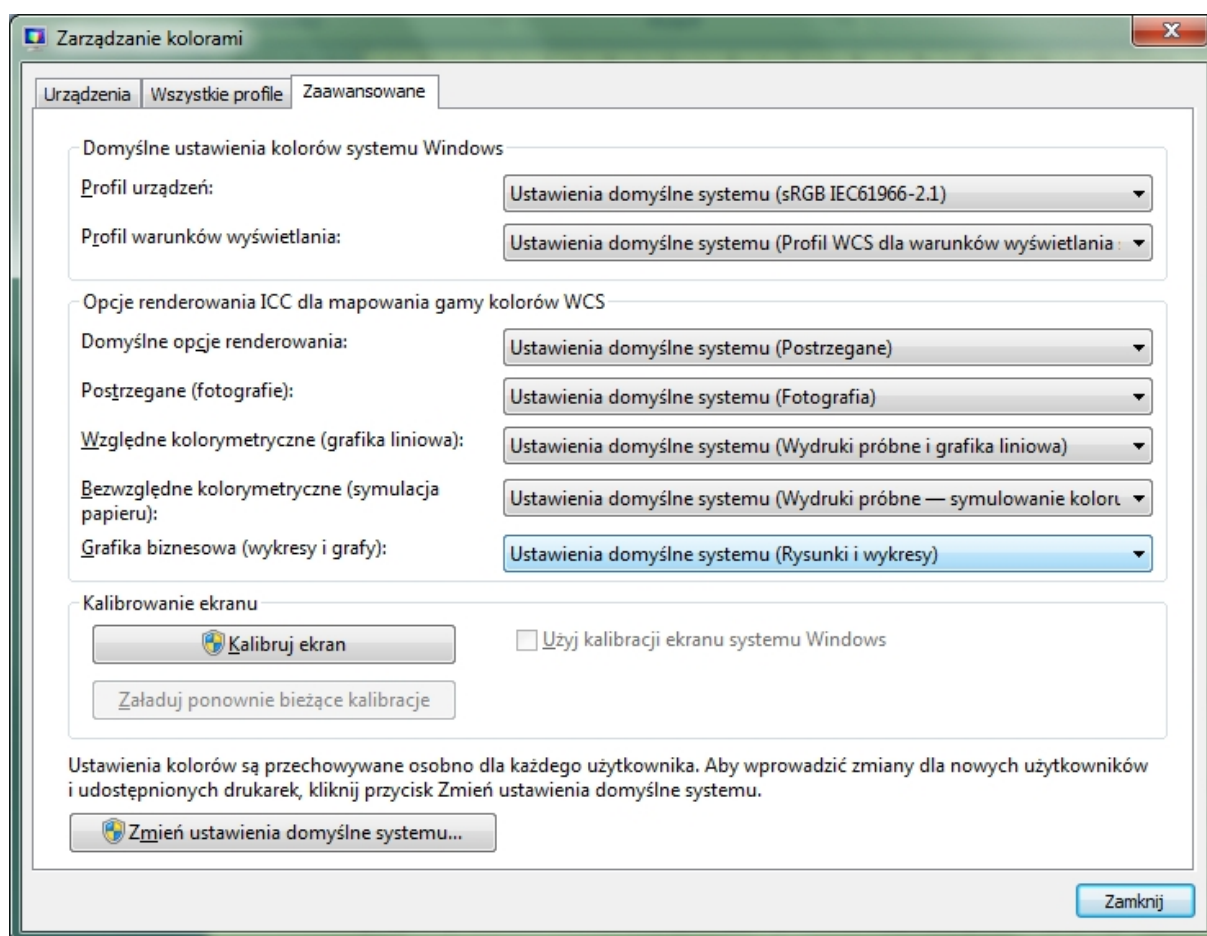 Zarządzanie kolorami
Urządzenia Wszystkie profile Zaawansowane
Domyślne ustawienia kolorów systemu Windows
Profil urządzeń: Ustawienia domyślne systemu (sRGB IEC61966-2.1)
Profil warunków wyświetlania: Ustawienia domyślne systemu (Profil WCS dla warunków wyświetlania
Opcje renderowania ICC dla mapowania gamy kolorów WCS
Domyślne opcje renderowania: Ustawienia domyślne systemu (Postrzegane)
Postrzegane (fotografie): Ustawienia domyślne systemu (Fotografia)
Względne kolorymetryczne (grafika liniowa): Ustawienia domyślne systemu (Wydruki próbne i grafika liniowa)
Bezwzględne kolorymetryczne (symulacja
papieru): Ustawienia domyślne systemu (Wydruki próbne — symulowanie koloru
Grafika biznesowa (wykresy i grafy): Ustawienia domyślne systemu (Rysunki i wykresy)
Kalibrowanie ekranu
Kalibruj ekran Użyj kalibracji ekranu systemu Windows
Załaduj ponownie bieżące kalibracje
Ustawienia kolorów są przechowywane osobno dla każdego użytkownika. Aby wprowadzić zmiany dla nowych użytkowników
i udostępnionych drukarek, kliknij przycisk Zmień ustawienia domyślne systemu.
Zmień ustawienia domyślne systemu...
Zamknij